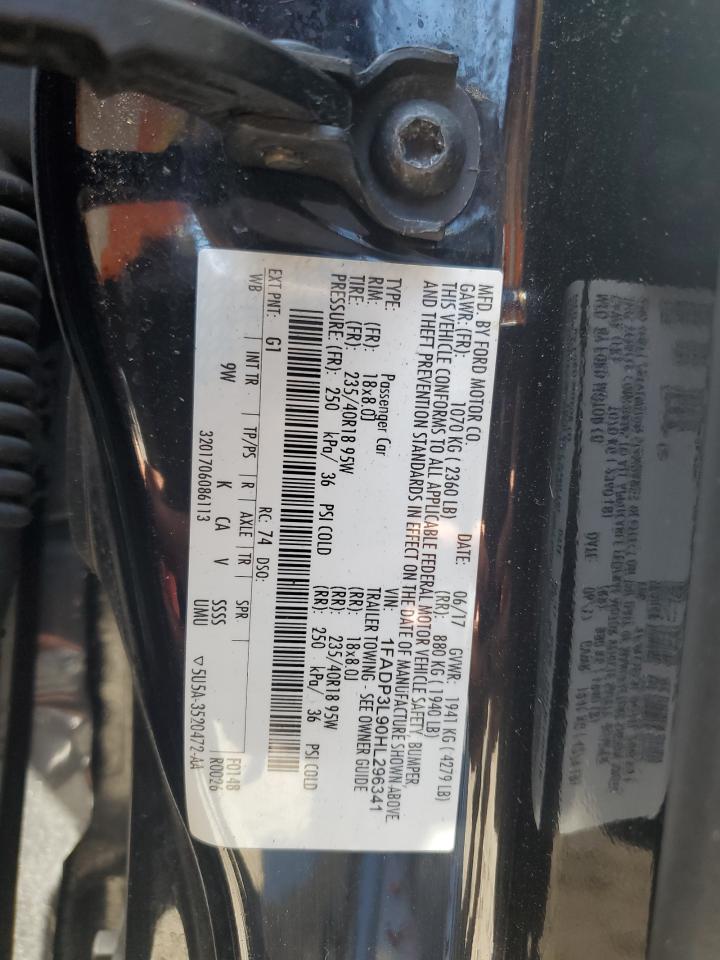 MFD. BY FORD MOTOR CO.
DATE: 06/17 GVWR: 1941 KG ( 4279 LB)
GAWR: (FR): 1070 KG ( 2360 LB) (RR): 880 KG ( 1940 LB)
THIS VEHICLE CONFORMS TO ALL APPLICABLE FEDERAL MOTOR VEHICLE SAFETY, BUMPER,
AND THEFT PREVENTION STANDARDS IN EFFECT ON THE DATE OF MANUFACTURE SHOWN ABOVE.
VIN: 1FADP3L90HL296341
TYPE: Passenger Car TRAILER TOWING - SEE OWNER GUIDE
RIM: (FR): 18x8.0J (RR): 18x8.0J
TIRE: (FR): 235/40R18 95W (RR): 235/40R18 95W
PRESSURE: (FR): 250 kPa/ 36 PSI COLD (RR): 250 kPa/ 36 PSI COLD
EXT PNT: G1 RC: 74 DSO:
WB INT TR TP/PS R AXLE TR SPR F0148
9W K CA V SSSS R0026
UMU
3201706086113 ▽5U5A-3520472-AA